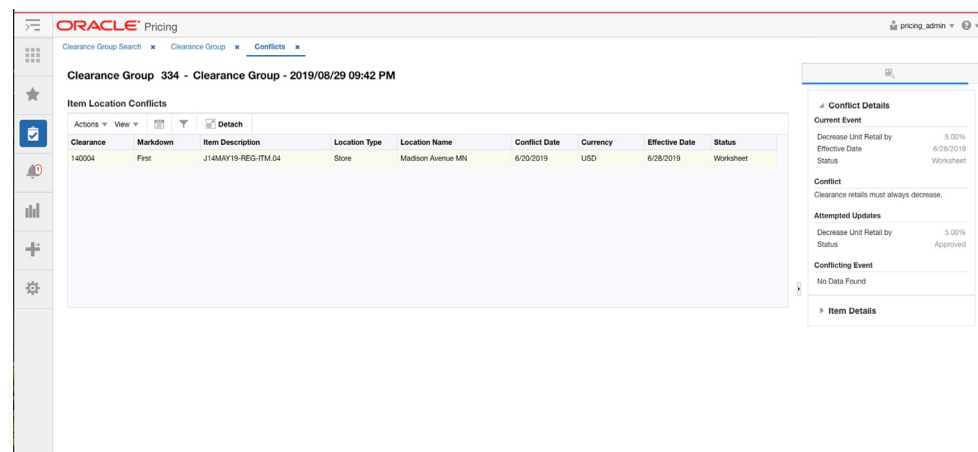 ORACLE Pricing
pricing_admin
Clearance Group Search x Clearance Group x Conflicts x
Clearance Group 334 - Clearance Group - 2019/08/29 09:42 PM
Item Location Conflicts
Actions View Detach
Clearance Markdown Item Description Location Type Location Name Conflict Date Currency Effective Date Status
140004 First J14MAY19-REG-ITM.04 Store Madison Avenue MN 6/20/2019 USD 6/28/2019 Worksheet
Conflict Details
Current Event
Decrease Unit Retail by 5.00%
Effective Date 6/28/2019
Status Worksheet
Conflict
Clearance retails must always decrease.
Attempted Updates
Decrease Unit Retail by 5.00%
Status Approved
Conflicting Event
No Data Found
Item Details